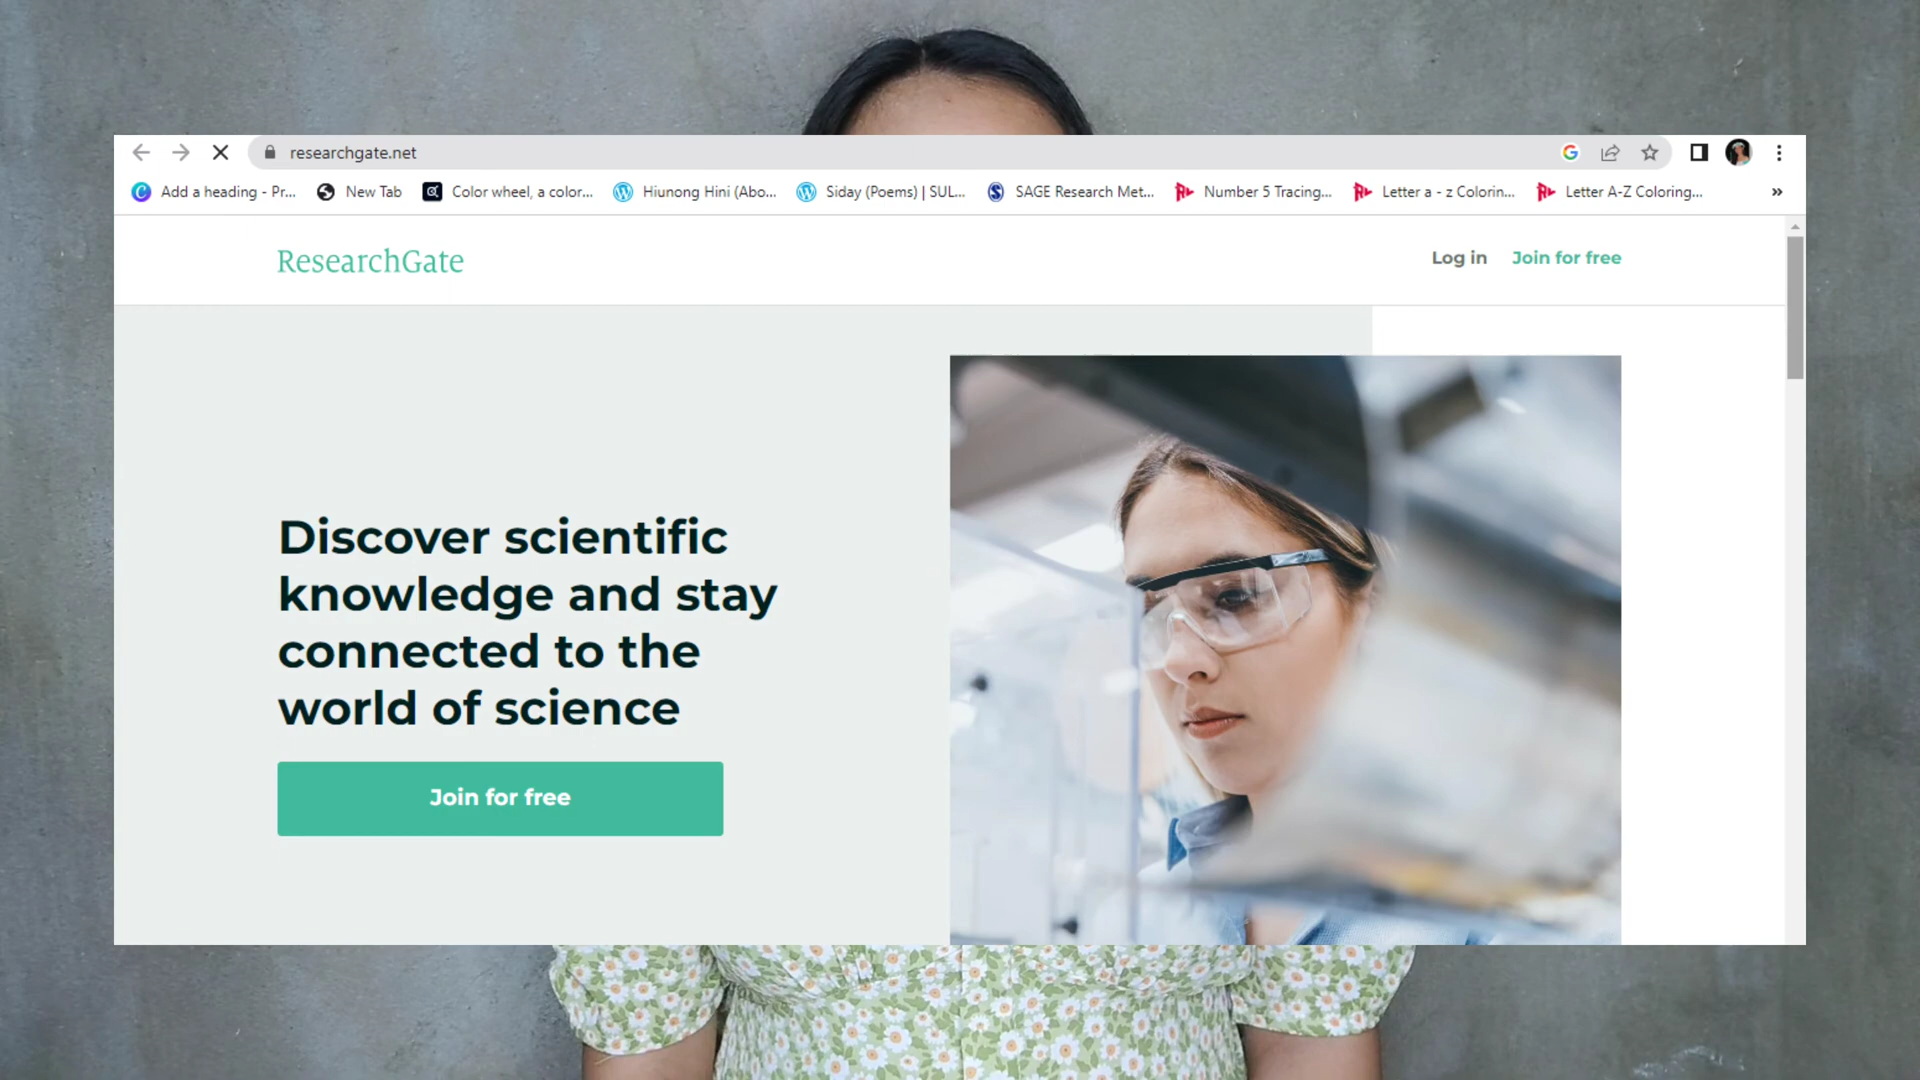 researchgate.net
Add a heading - Pr... New Tab Color wheel, a color... Hiunong Hini (Abo... Siday (Poems) | SUL... SAGE Research Met... Number 5 Tracing... Letter a - z Colorin... Letter A-Z Coloring... »
ResearchGate Log in Join for free
Discover scientific
knowledge and stay
connected to the
world of science
Join for free